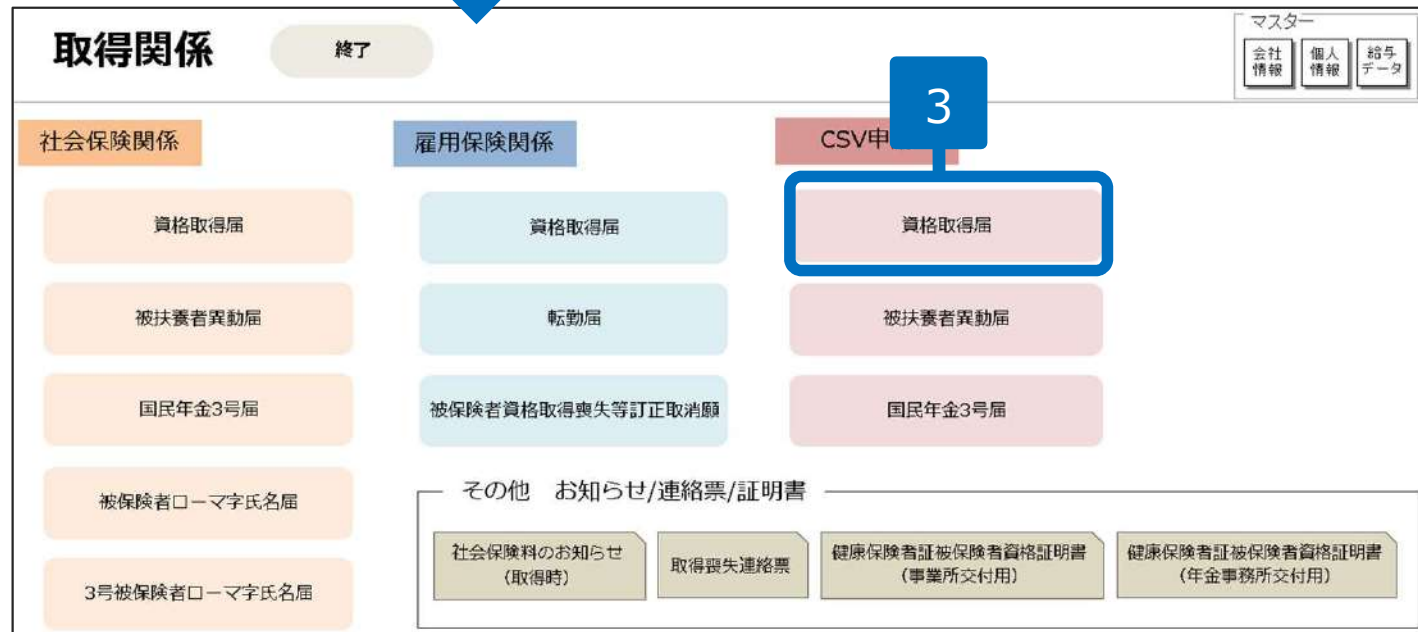 取得関係
終了
マスター
会社
情報
個人
情報
給与
データ
3
社会保険関係
雇用保険関係
CSV申
資格取得届
資格取得届
資格取得届
被扶養者異動届
転勤届
被扶養者異動届
国民年金3号届
被保険者資格取得喪失等訂正取消願
国民年金3号届
被保険者ローマ字氏名届
3号被保険者ローマ字氏名届
その他 お知らせ/連絡票/証明書
社会保険料のお知らせ
(取得時)
取得喪失連絡票
健康保険者証被保険者資格証明書
(事業所交付用)
健康保険者証被保険者資格証明書
(年金事務所交付用)